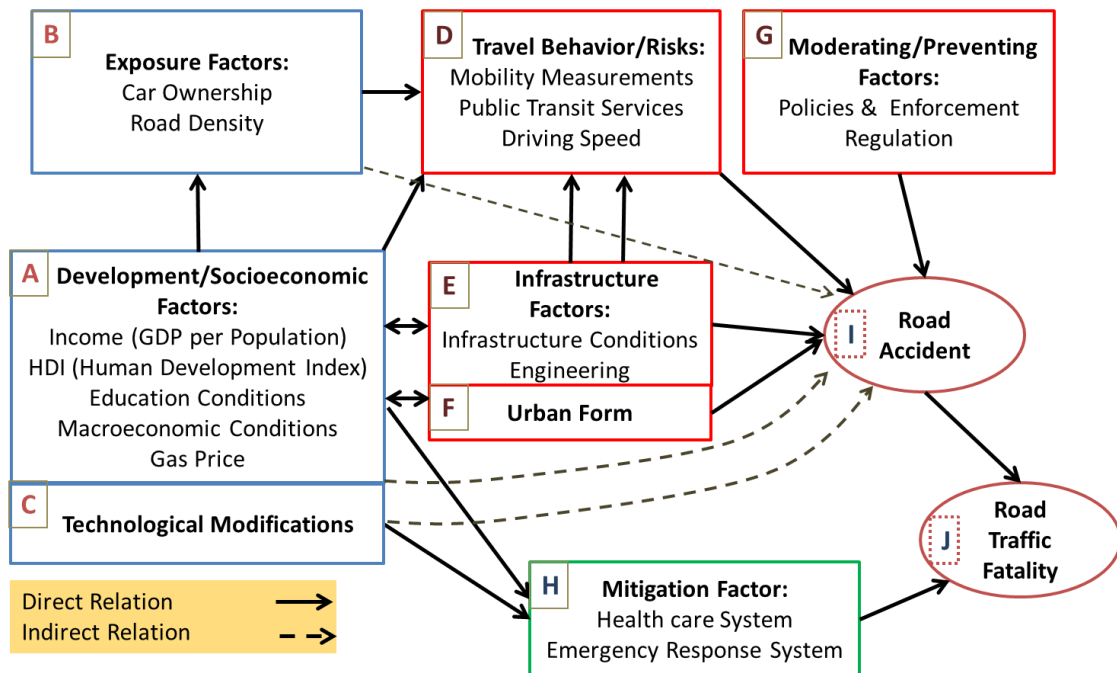 B
Exposure Factors:
Car Ownership
Road Density
D
Travel Behavior/Risks:
Mobility Measurements
Public Transit Services
Driving Speed
G
Moderating/Preventing
Factors:
Policies & Enforcement
Regulation
A
Development/Socioeconomic
Factors:
Income (GDP per Population)
HDI (Human Development Index)
Education Conditions
Macroeconomic Conditions
Gas Price
E
Infrastructure
Factors:
Infrastructure Conditions
Engineering
F
Urban Form
I
Road
Accident
C
Technological Modifications
J
Road
Traffic
Fatality
H
Mitigation Factor:
Health care System
Emergency Response System
Direct Relation
Indirect Relation